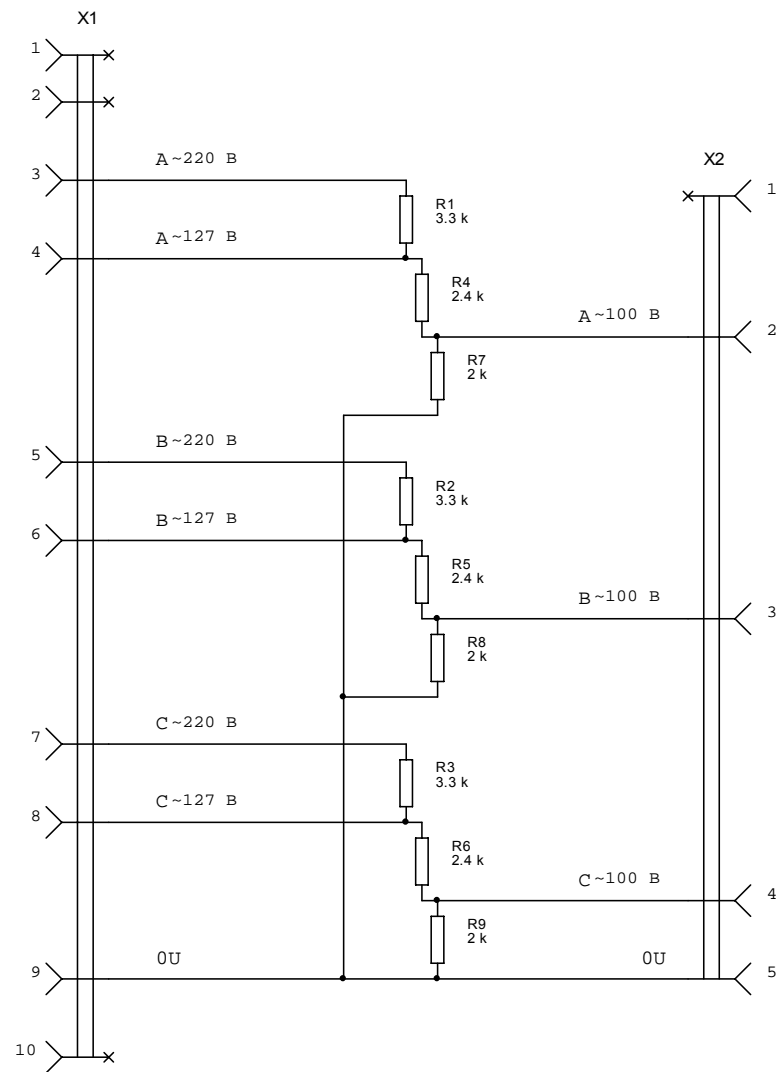 X1
1
2
A~220 В
3
X2
1
R1
3.3 k
A~127 В
4
R4
2.4 k
A~100 В
2
R7
2 k
B~220 В
5
R2
3.3 k
B~127 В
6
R5
2.4 k
B~100 В
3
R8
2 k
C~220 В
7
R3
3.3 k
C~127 В
8
R6
2.4 k
C~100 В
4
R9
2 k
0U
0U
9
5
10